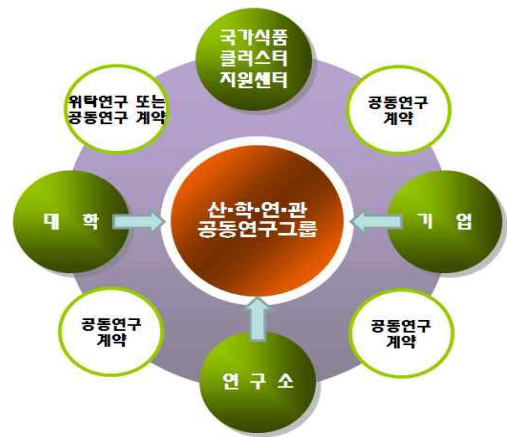 국가식품
클러스터
지원센터
위탁연구 또는
공동연구 계약
공동연구
계약
대 학
산·학·연·관
공동연구그룹
기 업
공동연구
계약
공동연구
계약
연 구 소